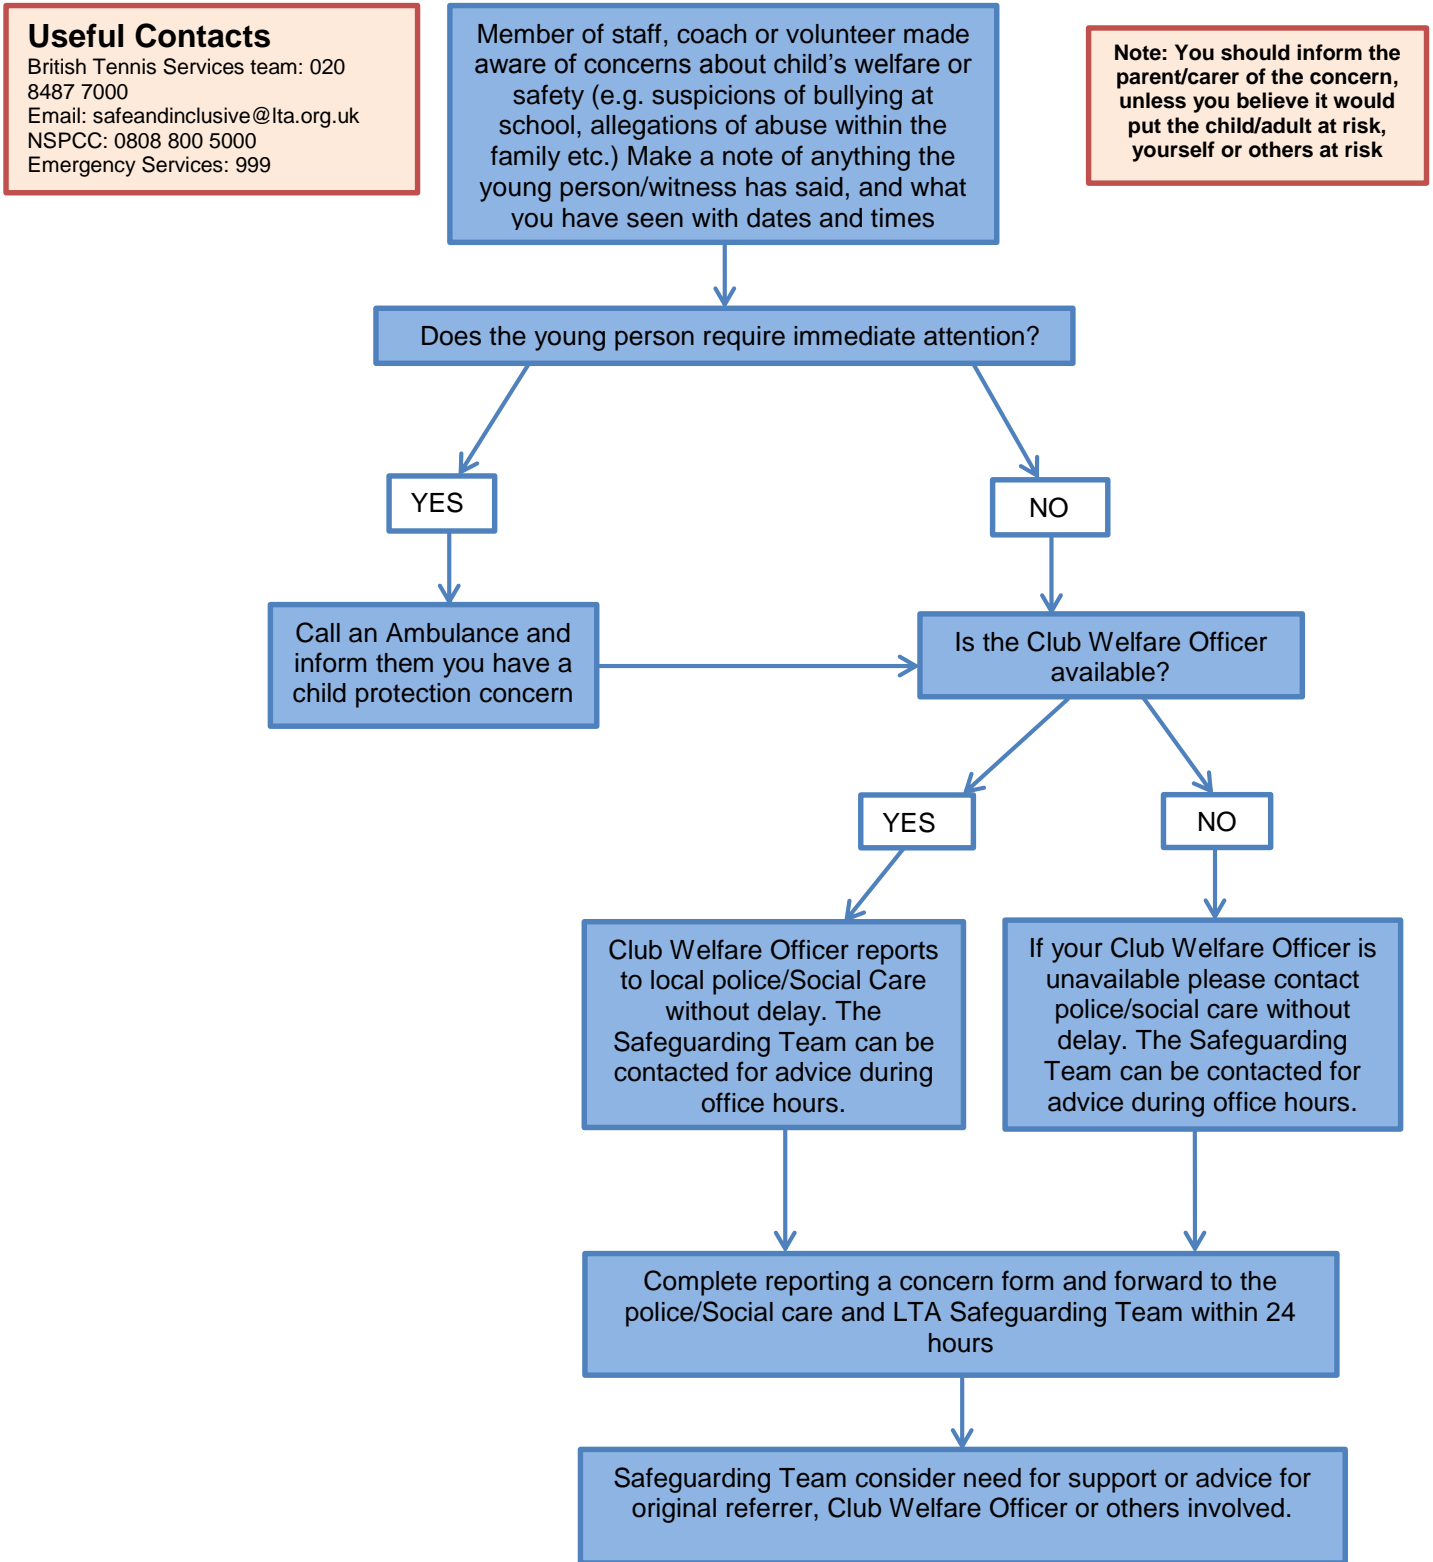 Useful Contacts
British Tennis Services team: 020
8487 7000
Email: safeandinclusive@lta.org.uk
NSPCC: 0808 800 5000
Emergency Services: 999
Member of staff, coach or volunteer made
aware of concerns about child’s welfare or
safety (e.g. suspicions of bullying at
school, allegations of abuse within the
family etc.) Make a note of anything the
young person/witness has said, and what
you have seen with dates and times
Note: You should inform the
parent/carer of the concern,
unless you believe it would
put the child/adult at risk,
yourself or others at risk
Does the young person require immediate attention?
YES
NO
Call an Ambulance and
inform them you have a
child protection concern
Is the Club Welfare Officer
available?
YES
NO
Club Welfare Officer reports
to local police/Social Care
without delay. The
Safeguarding Team can be
contacted for advice during
office hours.
If your Club Welfare Officer is
unavailable please contact
police/social care without
delay. The Safeguarding
Team can be contacted for
advice during office hours.
Complete reporting a concern form and forward to the
police/Social care and LTA Safeguarding Team within 24
hours
Safeguarding Team consider need for support or advice for
original referrer, Club Welfare Officer or others involved.